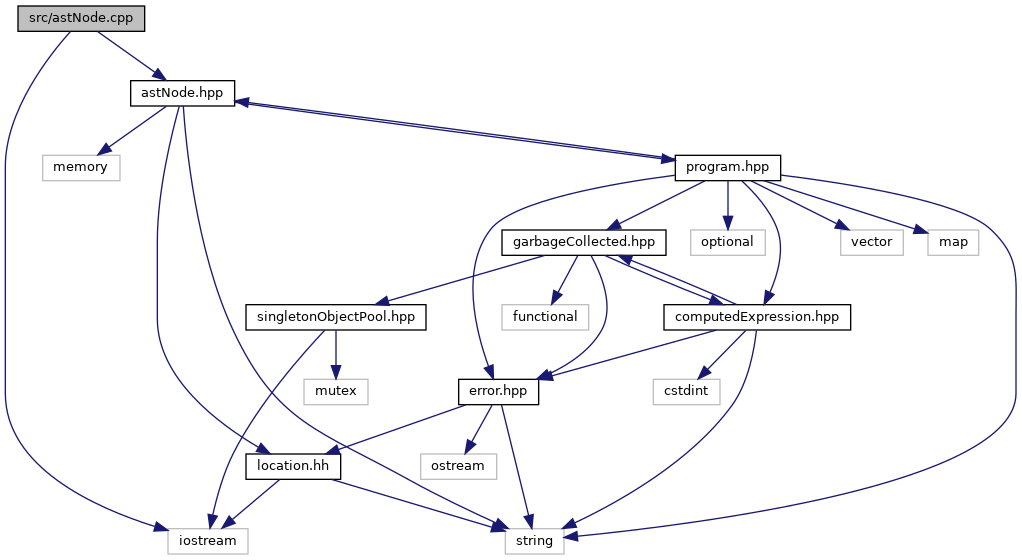 src/astNode.cpp
astNode.hpp
memory
program.hpp
garbageCollected.hpp
optional
vector
map
singletonObjectPool.hpp
functional
computedExpression.hpp
mutex
error.hpp
cstdint
location.hh
ostream
iostream
string